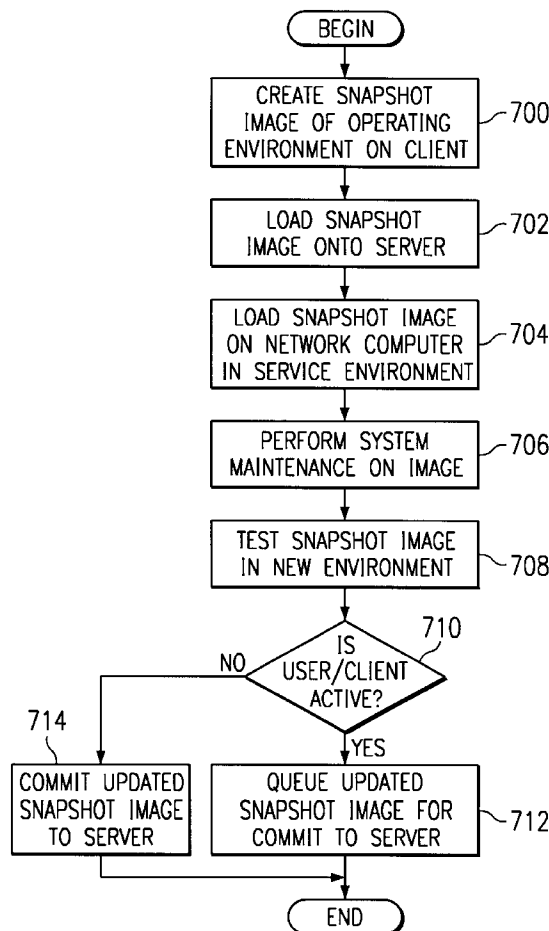 BEGIN
CREATE SNAPSHOT
IMAGE OF OPERATING
ENVIRONMENT ON CLIENT
700
LOAD SNAPSHOT
IMAGE ONTO SERVER
702
LOAD SNAPSHOT IMAGE
ON NETWORK COMPUTER
IN SERVICE ENVIRONMENT
704
PERFORM SYSTEM
MAINTENANCE ON IMAGE
706
TEST SNAPSHOT IMAGE
IN NEW ENVIRONMENT
708
710
IS
USER/CLIENT
ACTIVE?
NO
YES
714
COMMIT UPDATED
SNAPSHOT IMAGE
TO SERVER
QUEUE UPDATED
SNAPSHOT IMAGE FOR
COMMIT TO SERVER
712
END